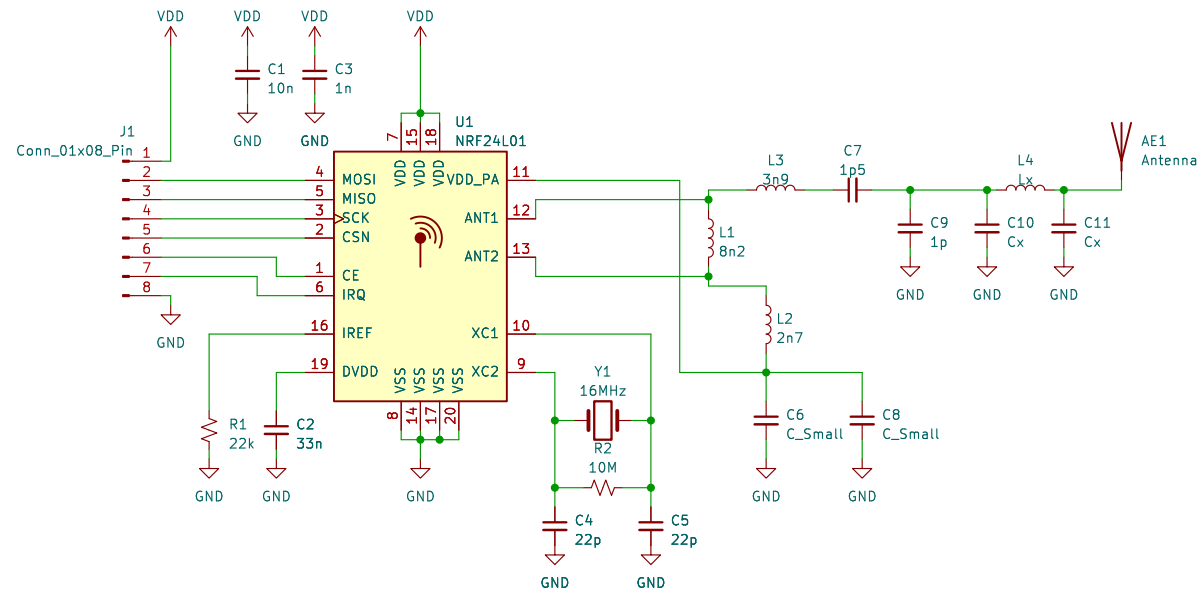 VDD
VDD
VDD
VDD
C1
10n
C3
1n
GND
GND
J1
Conn_01x08_Pin
1
2
3
4
5
6
7
8
GND
U1
NRF24L01
7
15
18
VDD
VDD
VDD
4
MOSI
5
MISO
3
SCK
2
CSN
1
CE
6
IRQ
16
IREF
19
DVDD
VDD_PA
11
ANT1
12
ANT2
13
XC1
10
XC2
9
VSS
VSS
VSS
VSS
8
14
17
20
GND
R1
22k
GND
C2
33n
GND
Y1
16MHz
R2
10M
C4
22p
GND
C5
22p
GND
L1
8n2
L2
2n7
C6
C_Small
GND
C8
C_Small
GND
L3
3n9
C7
1p5
C9
1p
GND
C10
Cx
GND
L4
Lx
C11
Cx
GND
AE1
Antenna